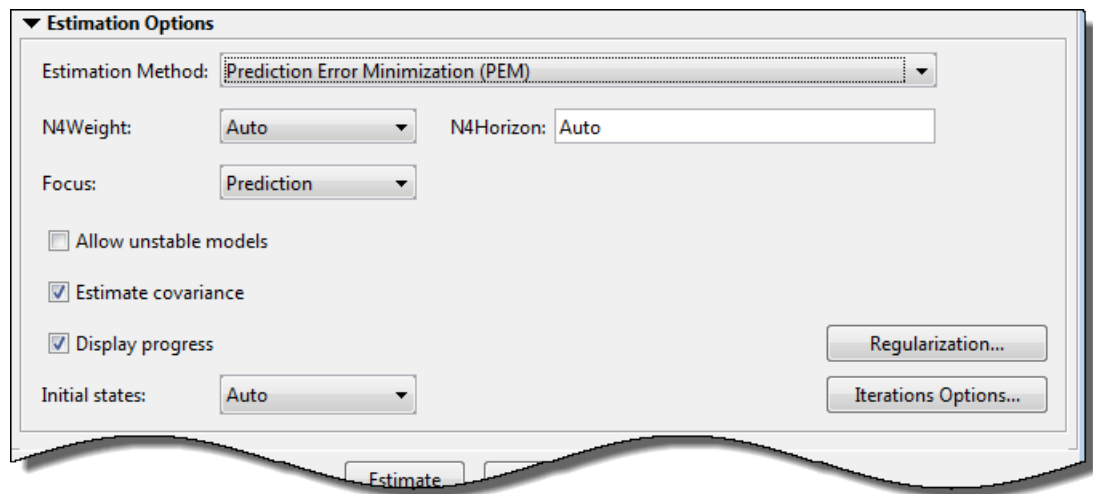 Estimation Options
Estimation Method: Prediction Error Minimization (PEM)
N4Weight: Auto N4Horizon: Auto
Focus: Prediction
Allow unstable models
Estimate covariance
Display progress
Regularization...
Initial states: Auto
Iterations Options...
Estimate